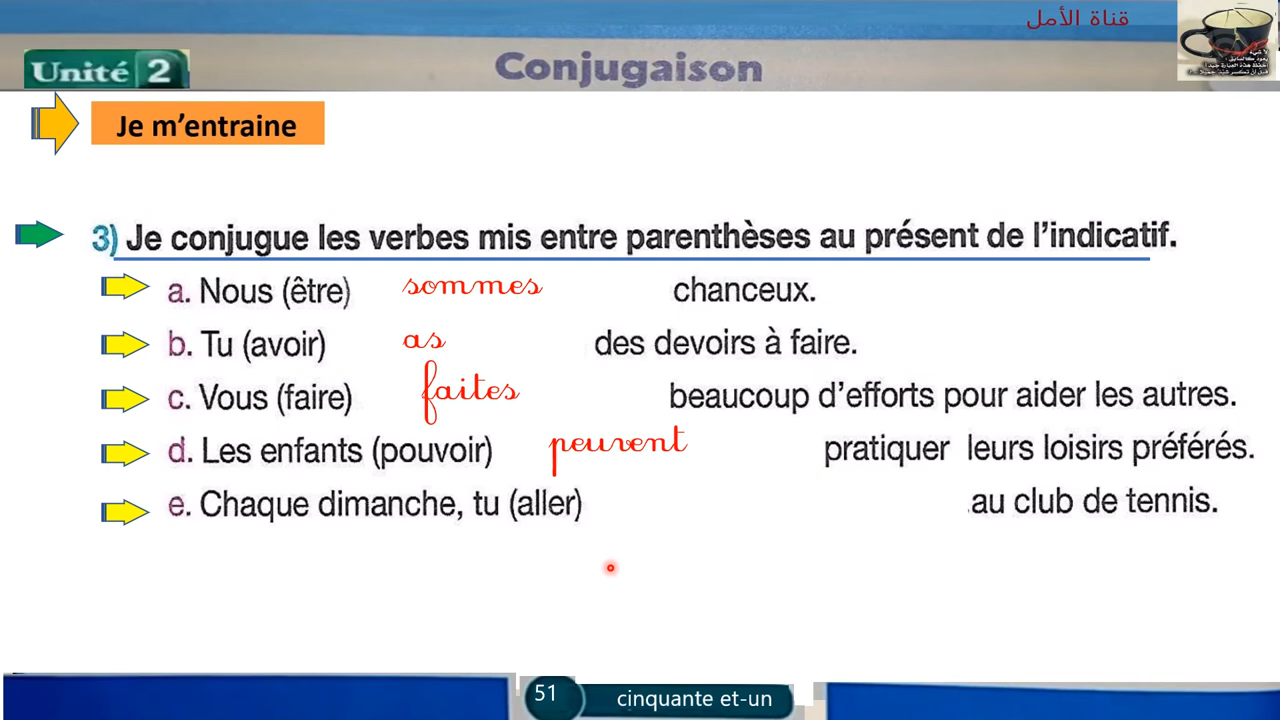 قناة الأمل
Unité 2
Conjugaison
Je m’entraine
3) Je conjugue les verbes mis entre parenthèses au présent de l’indicatif.
a. Nous (être) sommes chanceux.
b. Tu (avoir) as des devoirs à faire.
c. Vous (faire) faites beaucoup d’efforts pour aider les autres.
d. Les enfants (pouvoir) peuvent pratiquer leurs loisirs préférés.
e. Chaque dimanche, tu (aller) au club de tennis.
51 cinquante et-un